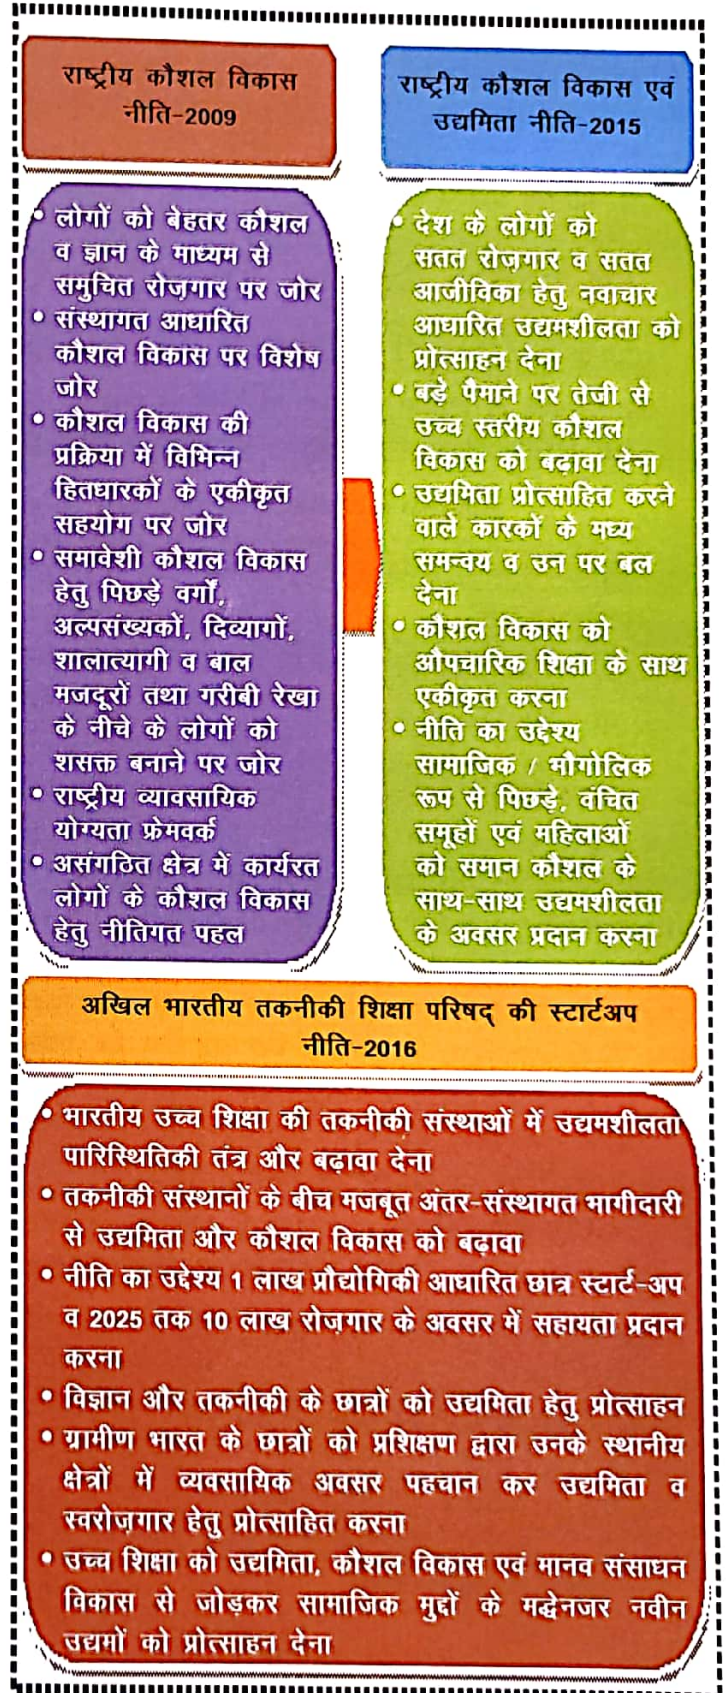 राष्ट्रीय कौशल विकास
नीति-2009
राष्ट्रीय कौशल विकास एवं
उद्यमिता नीति-2015
• लोगों को बेहतर कौशल
व ज्ञान के माध्यम से
समुचित रोज़गार पर जोर
• संस्थागत आधारित
कौशल विकास पर विशेष
जोर
• कौशल विकास की
प्रक्रिया में विभिन्न
हितधारकों के एकीकृत
सहयोग पर जोर
• समावेशी कौशल विकास
हेतु पिछड़े वर्गों,
अल्पसंख्यकों, दिव्यागों,
शालात्यागी व बाल
मजदूरों तथा गरीबी रेखा
के नीचे के लोगों को
शसक्त बनाने पर जोर
• राष्ट्रीय व्यावसायिक
योग्यता फ्रेमवर्क
• असंगठित क्षेत्र में कार्यरत
लोगों के कौशल विकास
हेतु नीतिगत पहल
• देश के लोगों को
सतत रोज़गार व सतत
आजीविका हेतु नवाचार
आधारित उद्यमशीलता को
प्रोत्साहन देना
• बड़े पैमाने पर तेजी से
उच्च स्तरीय कौशल
विकास को बढ़ावा देना
• उद्यमिता प्रोत्साहित करने
वाले कारकों के मध्य
समन्वय व उन पर बल
देना
• कौशल विकास को
औपचारिक शिक्षा के साथ
एकीकृत करना
• नीति का उद्देश्य
सामाजिक / भौगोलिक
रूप से पिछड़े, वंचित
समूहों एवं महिलाओं
को समान कौशल के
साथ-साथ उद्यमशीलता
के अवसर प्रदान करना
अखिल भारतीय तकनीकी शिक्षा परिषद् की स्टार्टअप
नीति-2016
• भारतीय उच्च शिक्षा की तकनीकी संस्थाओं में उद्यमशीलता
पारिस्थितिकी तंत्र और बढ़ावा देना
• तकनीकी संस्थानों के बीच मजबूत अंतर-संस्थागत भागीदारी
से उद्यमिता और कौशल विकास को बढ़ावा
• नीति का उद्देश्य 1 लाख प्रौद्योगिकी आधारित छात्र स्टार्ट-अप
व 2025 तक 10 लाख रोज़गार के अवसर में सहायता प्रदान
करना
• विज्ञान और तकनीकी के छात्रों को उद्यमिता हेतु प्रोत्साहन
• ग्रामीण भारत के छात्रों को प्रशिक्षण द्वारा उनके स्थानीय
क्षेत्रों में व्यवसायिक अवसर पहचान कर उद्यमिता व
स्वरोज़गार हेतु प्रोत्साहित करना
• उच्च शिक्षा को उद्यमिता, कौशल विकास एवं मानव संसाधन
विकास से जोड़कर सामाजिक मुद्दों के मद्धेनजर नवीन
उद्यमों को प्रोत्साहन देना